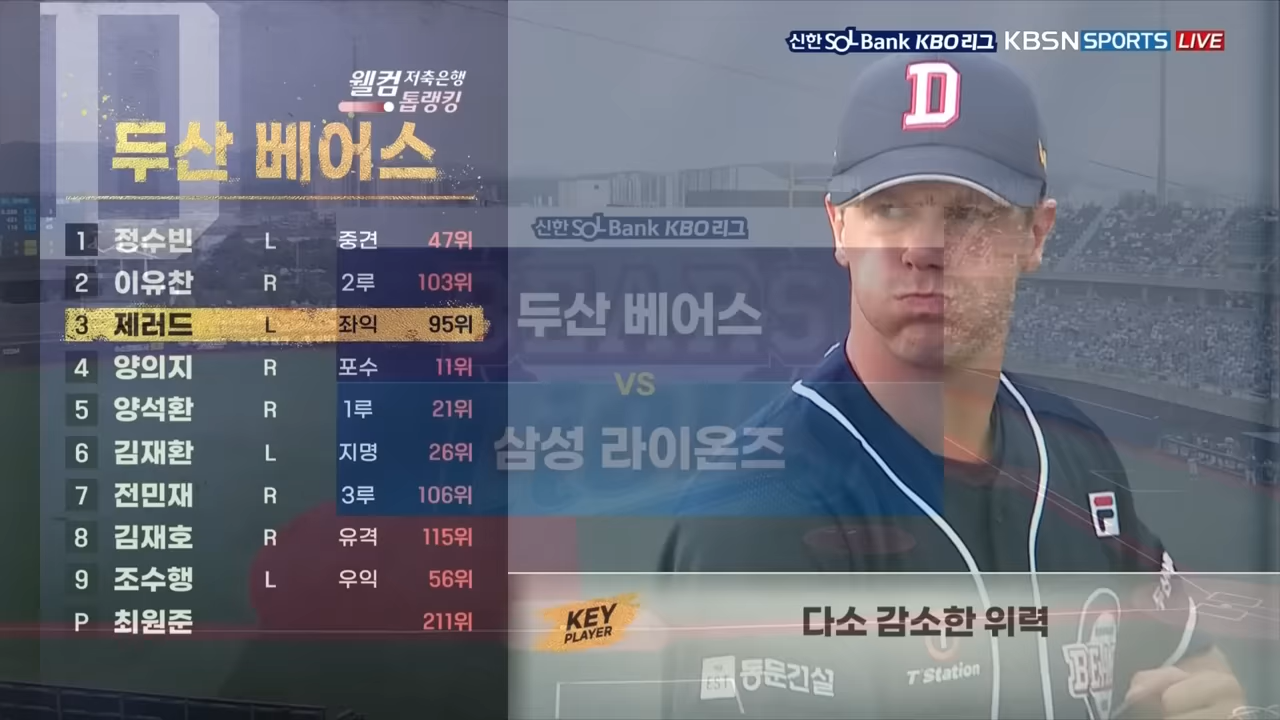 신한 SOL Bank KBO 리그 KBSN SPORTS LIVE
D
웰컴 저축은행
톱랭킹
두산 베어스
1 정수빈 L 중견 47위
2 이유찬 R 2루 103위
3 제러드 L 좌익 95위
4 양의지 R 포수 11위
5 양석환 R 1루 21위
6 김재환 L 지명 26위
7 전민재 R 3루 106위
8 김재호 R 유격 115위
9 조수행 L 우익 56위
P 최원준 211위
신한 SOL Bank KBO 리그
두산 베어스
VS
삼성 라이온즈
KEY
PLAYER
다소 감소한 위력
동문건설
T'Station